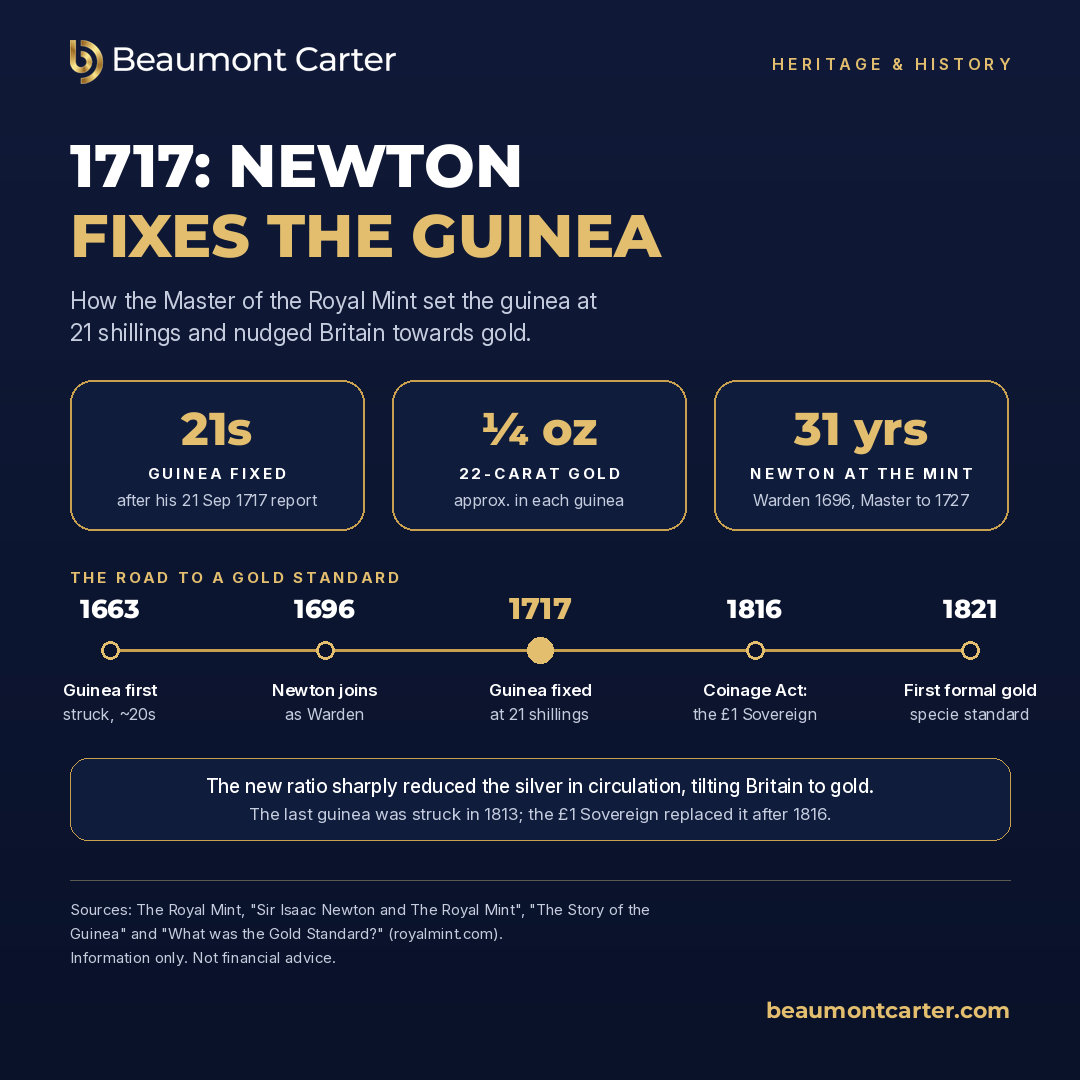 Beaumont Carter
HERITAGE & HISTORY
1717: NEWTON
FIXES THE GUINEA
How the Master of the Royal Mint set the guinea at
21 shillings and nudged Britain towards gold.
21s
GUINEA FIXED
after his 21 Sep 1717 report
¼ oz
22-CARAT GOLD
approx. in each guinea
31 yrs
NEWTON AT THE MINT
Warden 1696, Master to 1727
THE ROAD TO A GOLD STANDARD
1663
Guinea first
struck, ~20s
1696
Newton joins
as Warden
1717
Guinea fixed
at 21 shillings
1816
Coinage Act:
the £1 Sovereign
1821
First formal gold
specie standard
The new ratio sharply reduced the silver in circulation, tilting Britain to gold.
The last guinea was struck in 1813; the £1 Sovereign replaced it after 1816.
Sources: The Royal Mint, "Sir Isaac Newton and The Royal Mint", "The Story of the
Guinea" and "What was the Gold Standard?" (royalmint.com).
Information only. Not financial advice.
beaumontcarter.com